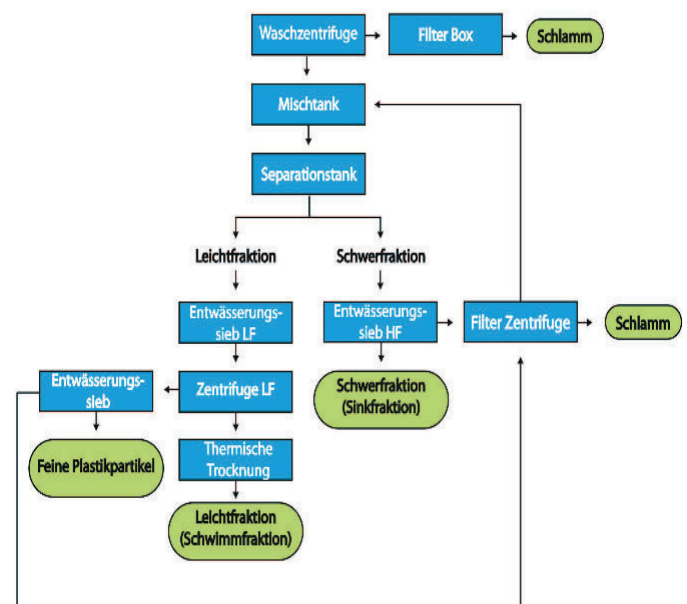 Waschzentrifuge
Filter Box
Schlamm
Mischtank
Separationstank
Leichtfraktion
Schwerfraktion
Entwässerungs-
sieb LF
Entwässerungs-
sieb HF
Filter Zentrifuge
Schlamm
Entwässerungs-
sieb
Zentrifuge LF
Schwerfraktion
(Sinkfraktion)
Feine Plastikpartikel
Thermische
Trocknung
Leichtfraktion
(Schwimmfraktion)